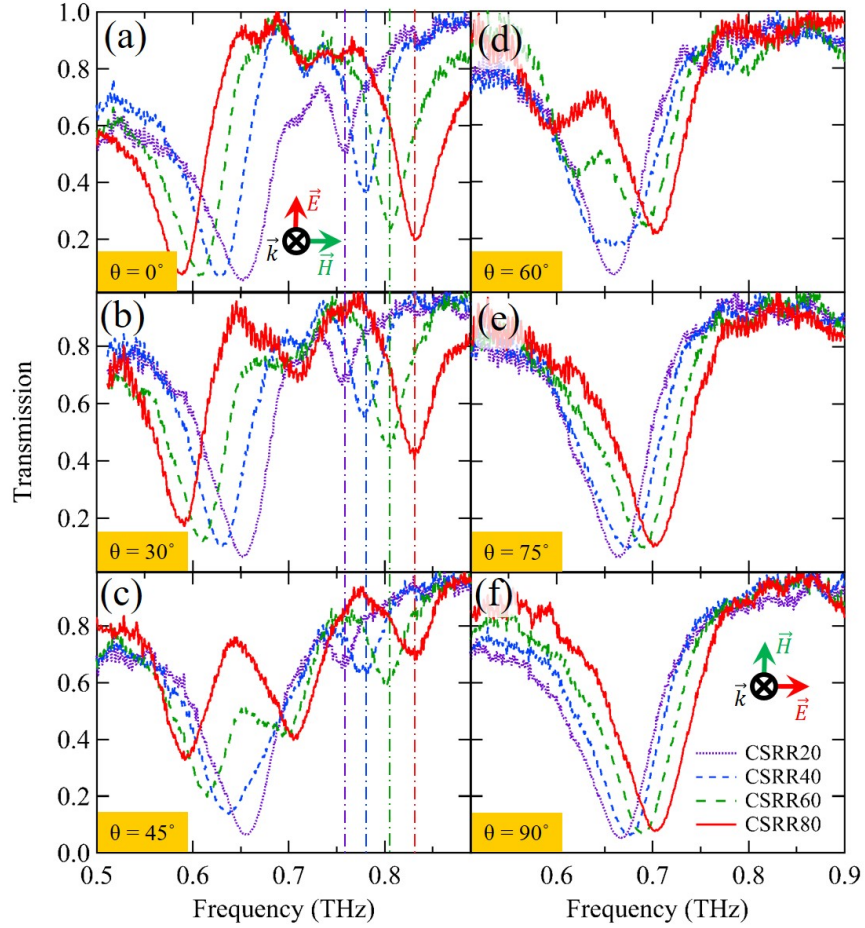 (a)
1.0
0.8
0.6
0.4
0.2
E
k
H
θ = 0°
(d)
θ = 60°
(b)
0.8
0.6
0.4
0.2
θ = 30°
(e)
θ = 75°
Transmission
(c)
0.8
0.6
0.4
0.2
0.0
θ = 45°
(f)
H
k
E
CSRR20
CSRR40
CSRR60
CSRR80
θ = 90°
0.5 0.6 0.7 0.8
0.6 0.7 0.8 0.9
Frequency (THz) Frequency (THz)